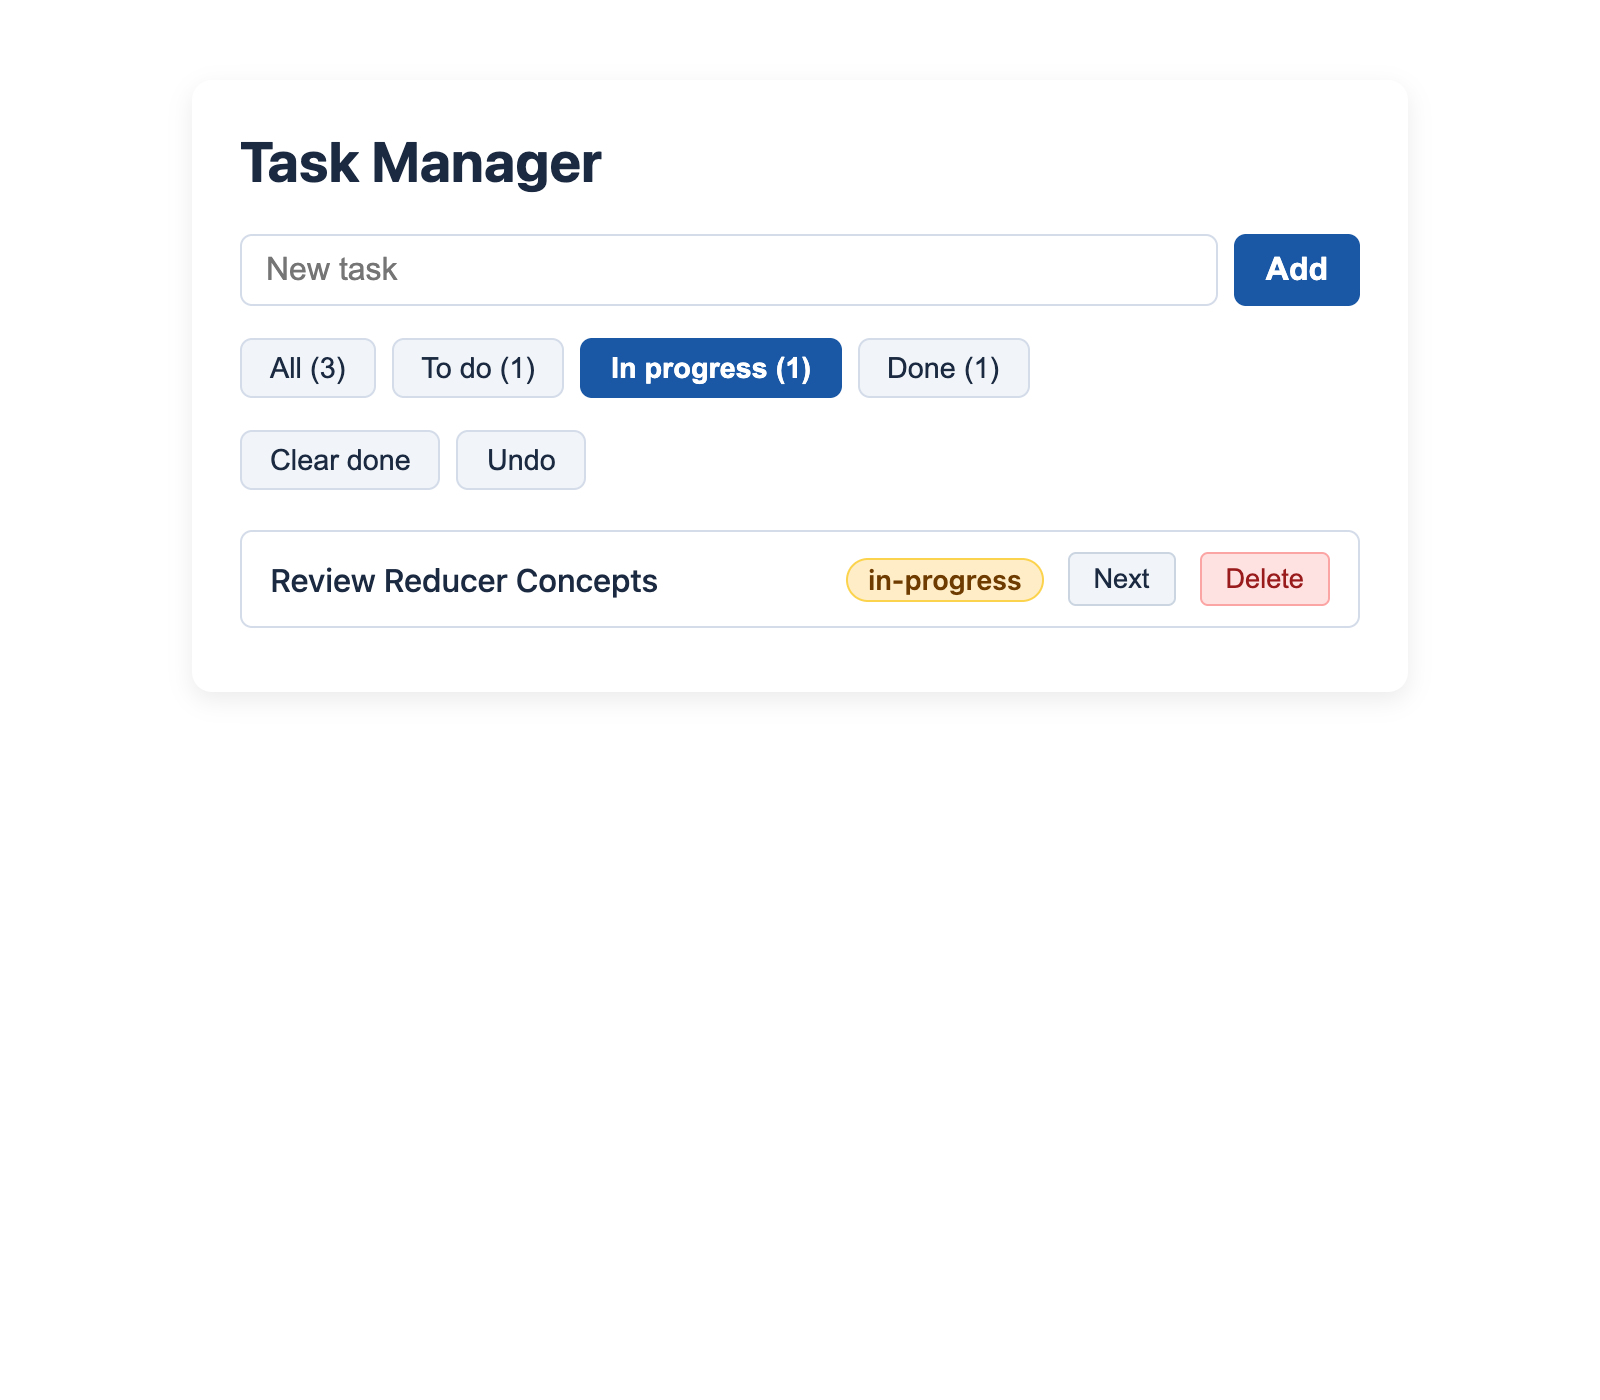 Task Manager
New task
Add
All (3)
To do (1)
In progress (1)
Done (1)
Clear done
Undo
Review Reducer Concepts
in-progress
Next
Delete